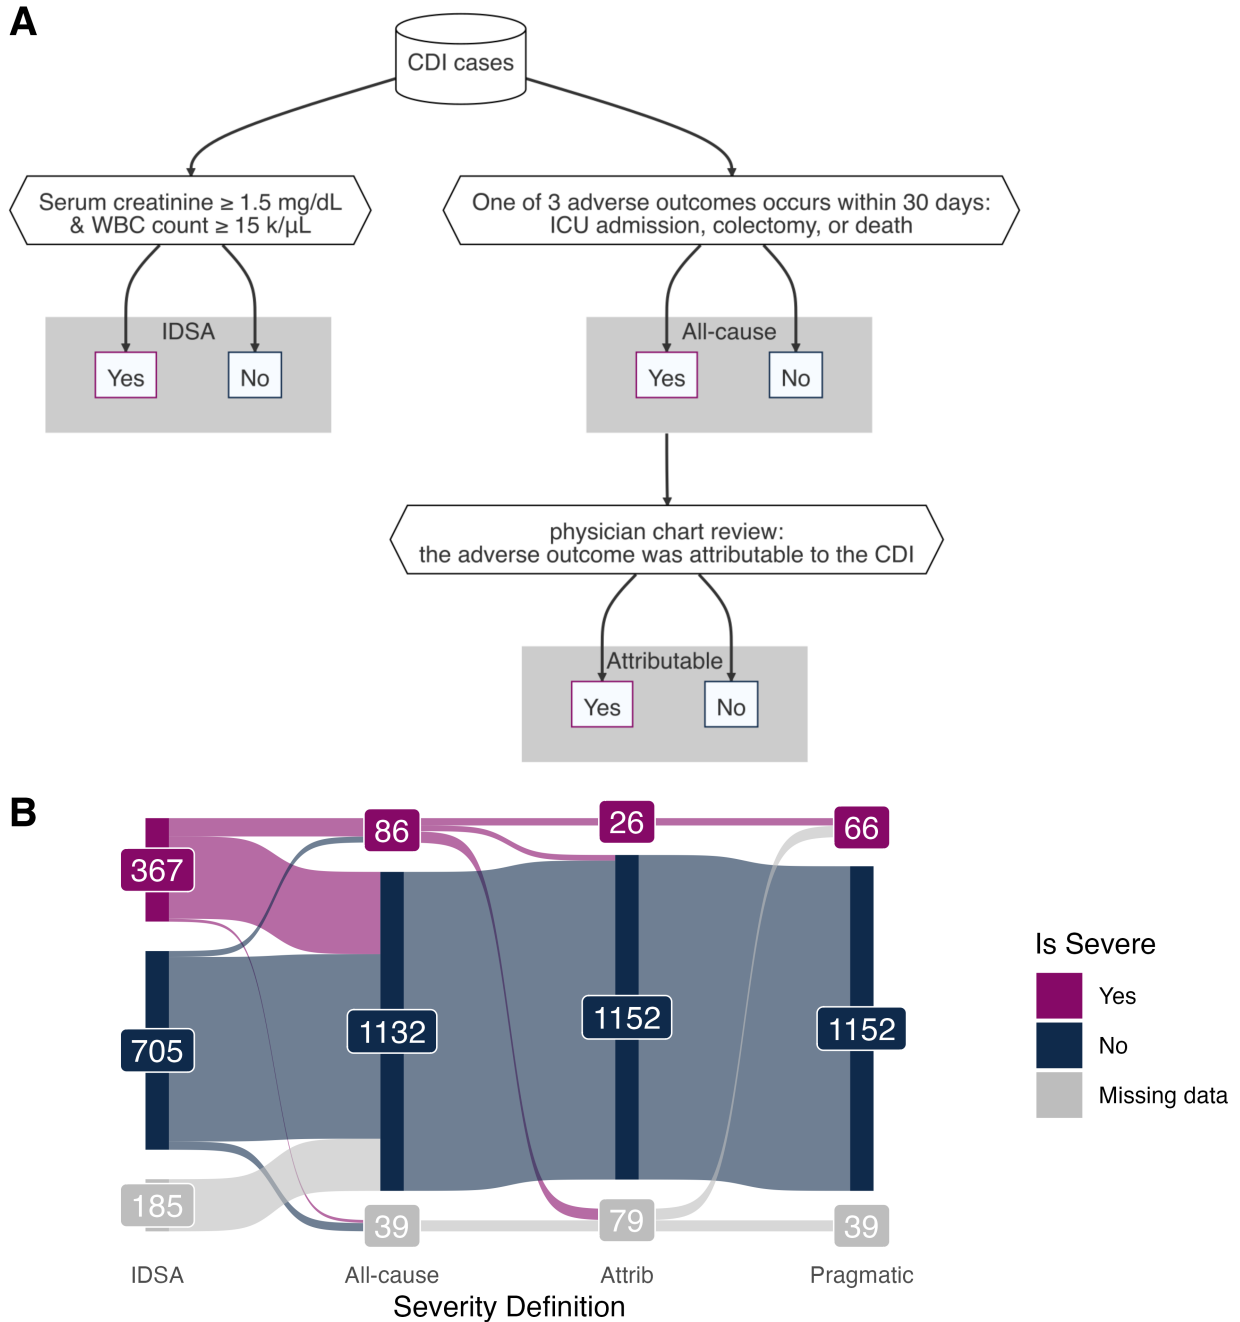 A
CDI cases
Serum creatinine ≥ 1.5 mg/dL
& WBC count ≥ 15 k/μL
One of 3 adverse outcomes occurs within 30 days:
ICU admission, colectomy, or death
IDSA
Yes
No
All-cause
Yes
No
physician chart review:
the adverse outcome was attributable to the CDI
Attributable
Yes
No
B
367
705
185
86
1132
39
26
1152
79
66
1152
39
IDSA
All-cause
Attrib
Pragmatic
Severity Definition
Is Severe
Yes
No
Missing data